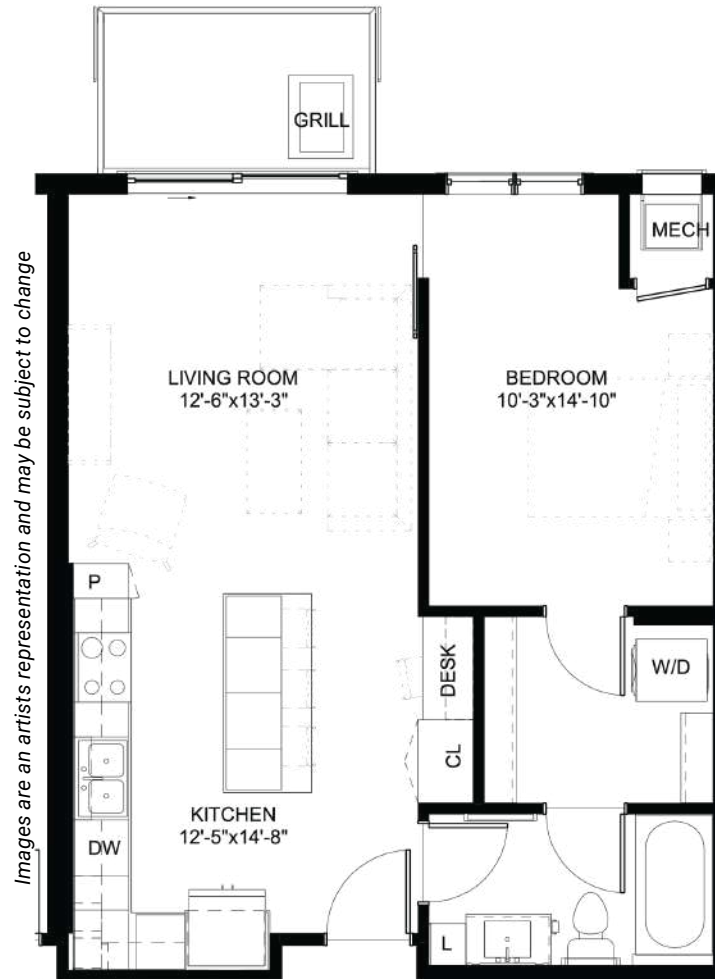 GRILL
MECH
LIVING ROOM
12'-6"x13'-3"
BEDROOM
10'-3"x14'-10"
P
DESK
W/D
CL
KITCHEN
12'-5"x14'-8"
DW
L
Images are an artists representation and may be subject to change